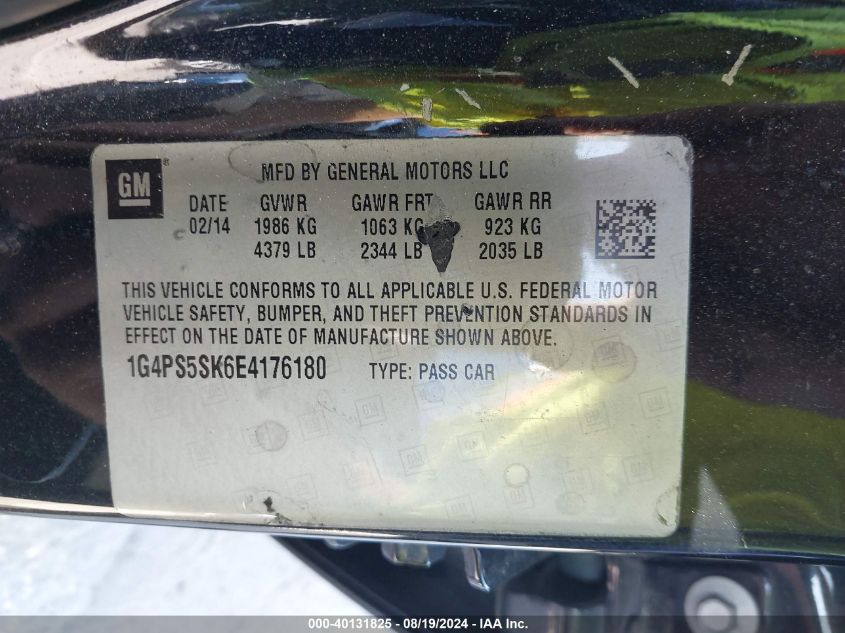 GM ® MFD BY GENERAL MOTORS LLC
DATE GVWR GAWR FRT GAWR RR
02/14 1986 KG 1063 KG 923 KG
4379 LB 2344 LB 2035 LB
THIS VEHICLE CONFORMS TO ALL APPLICABLE U.S. FEDERAL MOTOR
VEHICLE SAFETY, BUMPER, AND THEFT PREVENTION STANDARDS IN
EFFECT ON THE DATE OF MANUFACTURE SHOWN ABOVE.
1G4PS5SK6E4176180 TYPE: PASS CAR
000-40131825 - 08/19/2024 - IAA Inc.